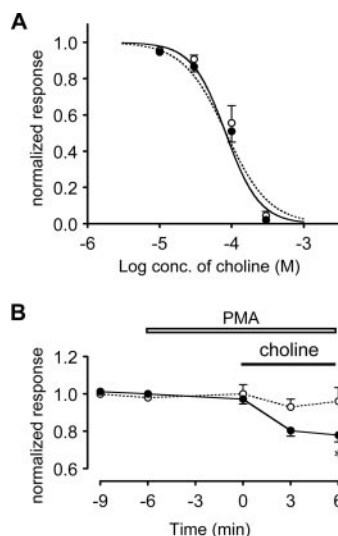 A
normalized response
1.0
0.8
0.6
0.4
0.2
0.0
-6 -5 -4 -3 -2
Log conc. of choline (M)
B
PMA
choline
normalized response
1.2
1.0
0.8
0.6
-9 -6 -3 0 3 6
Time (min)
*